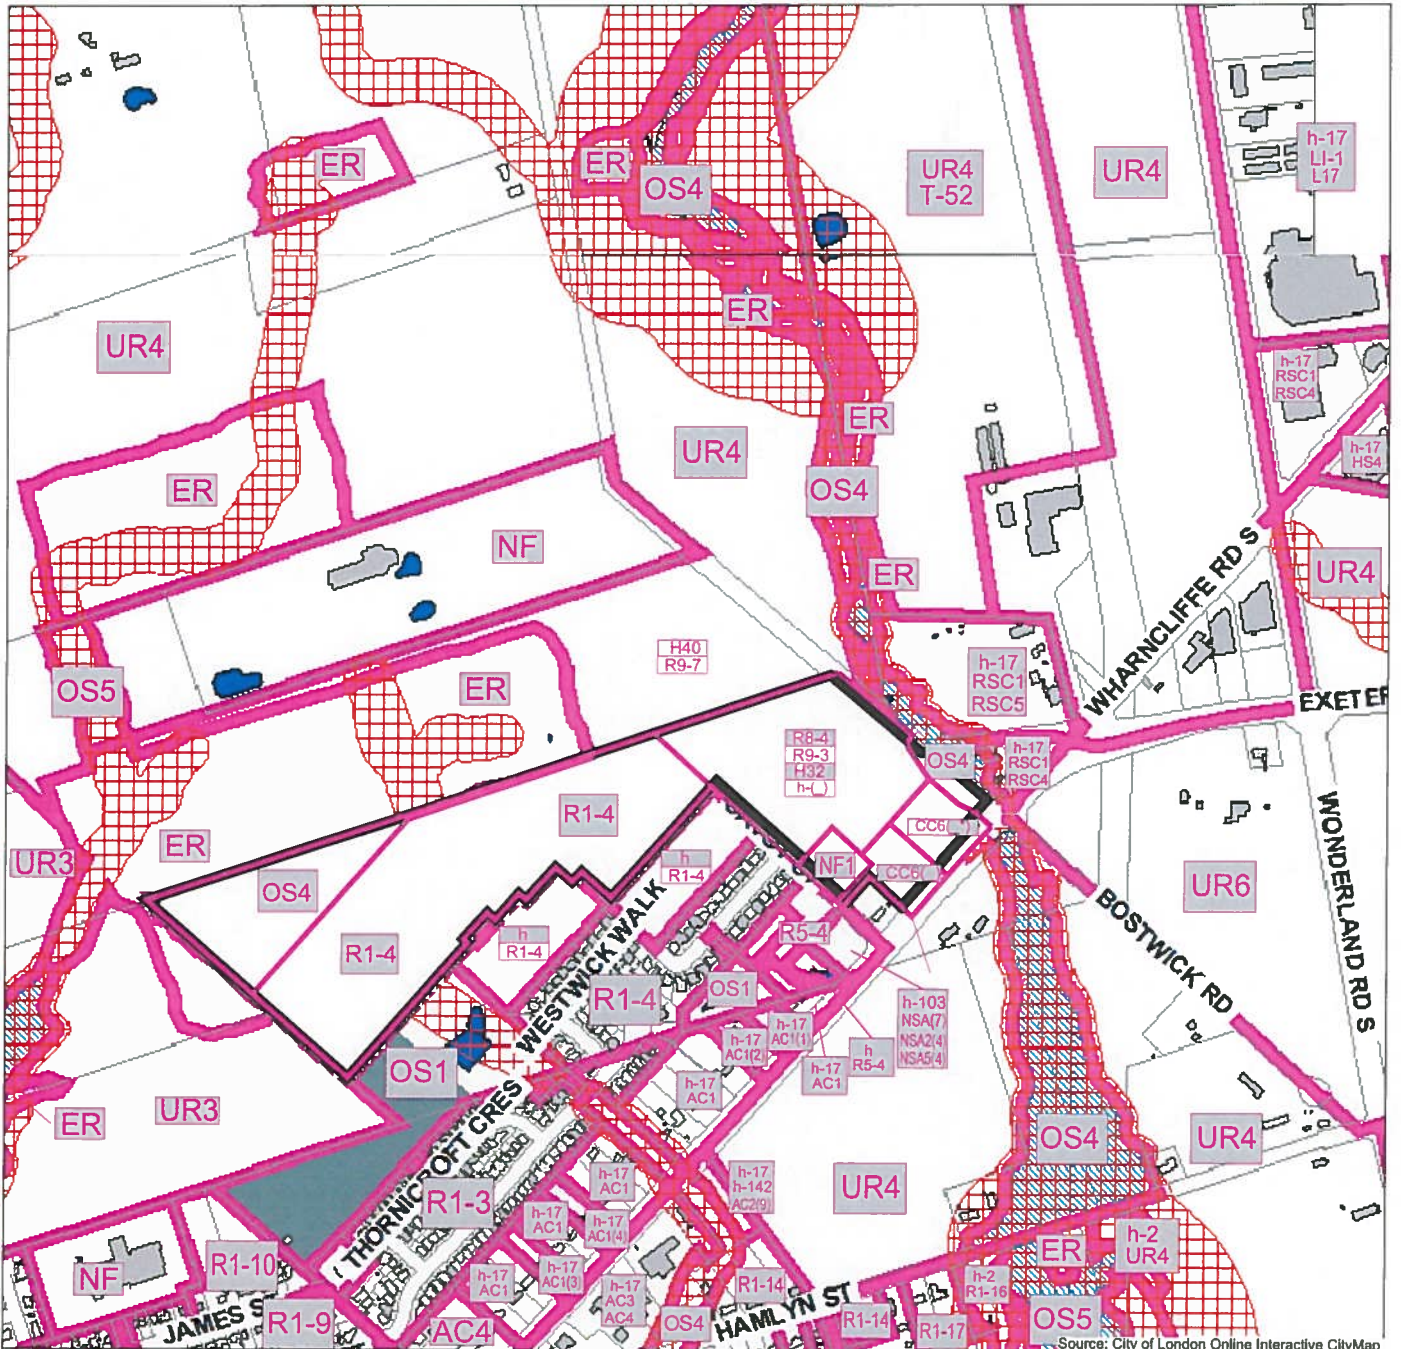 ER
ER
OS4
UR4
T-52
UR4
h-17
LI-1
L17
UR4
ER
h-17
RSC1
RSC4
ER
UR4
h-17
HS4
ER
OS4
NF
ER
UR4
WHARNCLIFFE RD S
H40
R9-7
OS5
ER
h-17
RSC1
RSC5
EXETER
R8-4
R9-3
H32
h-(_)
OS4
h-17
RSC1
RSC4
R1-4
CC6(
ER
UR3
h
R1-4
NF1
CC6(
OS4
UR6
WONDERLAND RD S
BOSTWICK RD
R1-4
h
R1-4
WESTWICK WALK
R5-4
R1-4
OS1
h-103
NSA(7)
NSA2(4)
NSA5(4)
h-17
AC1(1)
h-17
AC1(2)
h
R5-4
OS1
h-17
AC1
h-17
AC1
UR3
ER
THORNICROFT CRES
OS4
UR4
h-17
AC1
h-17
h-142
AC2(9)
UR4
R1-3
h-17
AC1
h-17
AC1(4)
ER
h-2
UR4
NF
R1-10
h-17
AC1
h-17
AC1(3)
h-17
AC3
AC4
R1-14
h-2
R1-16
JAMES ST
R1-9
AC4
OS4
HAMLYN ST
R1-14
R1-17
OS5
Source: City of London Online Interactive CityMap